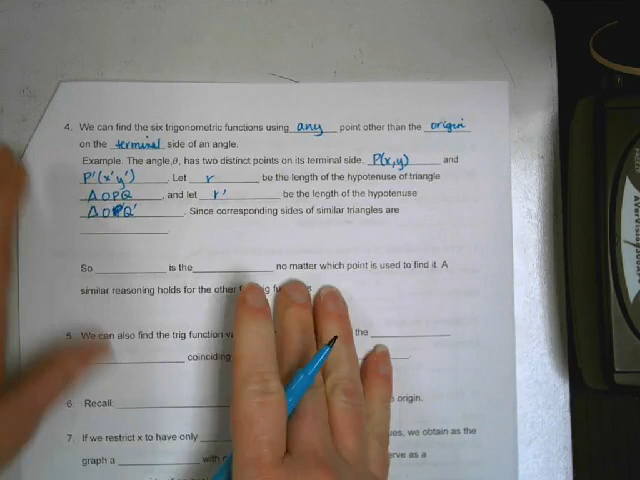 4. We can find the six trigonometric functions using any point other than the origin
on the terminal side of an angle.
Example. The angle, θ, has two distinct points on its terminal side, P(x,y) and
P'(x'y'). Let r be the length of the hypotenuse of triangle
△OPQ, and let r' be the length of the hypotenuse
△OPQ'. Since corresponding sides of similar triangles are
So is the no matter which point is used to find it. A
similar reasoning holds for the other
5. We can also find the trig function the
coinciding
6. Recall: origin.
7. If we restrict x to have only we obtain as the
graph a with serve as a